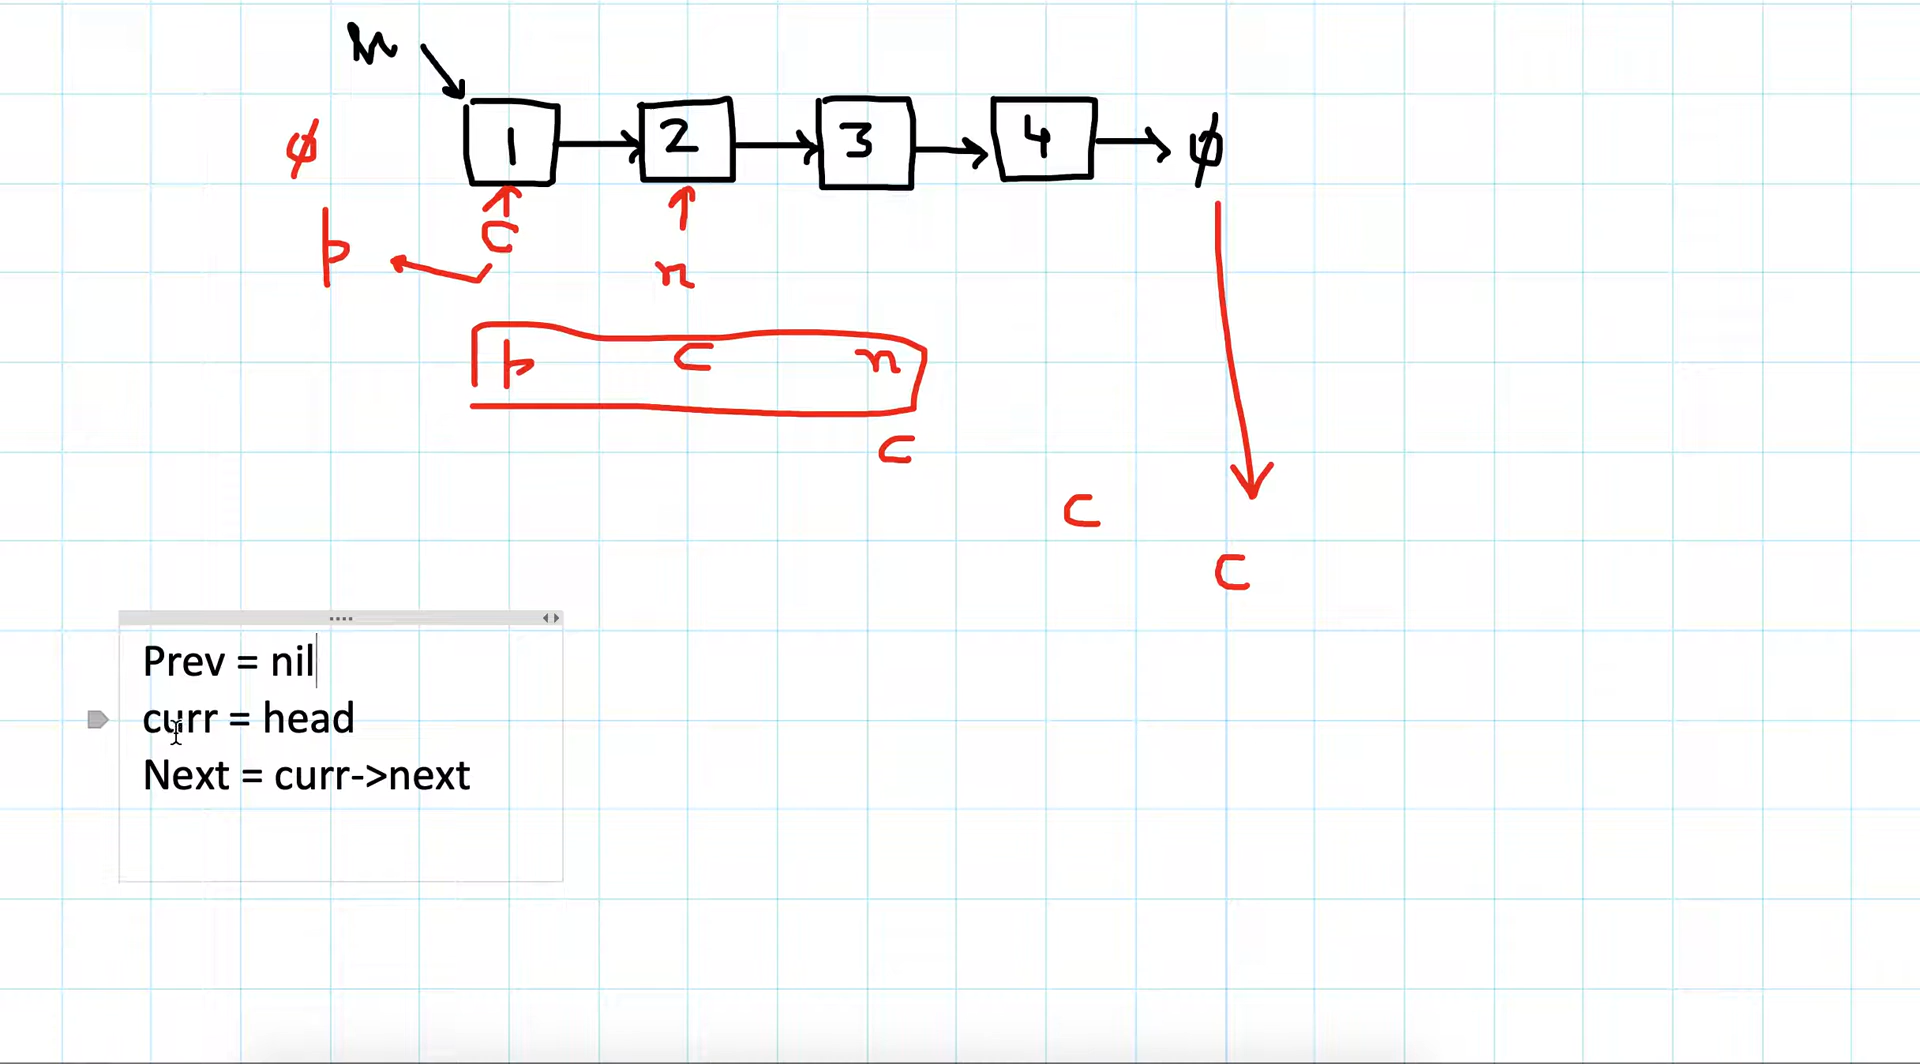 h
ϕ 1 2 3 4 ϕ
p c n
p c n
c
c
c
Prev = nil
curr = head
Next = curr->next